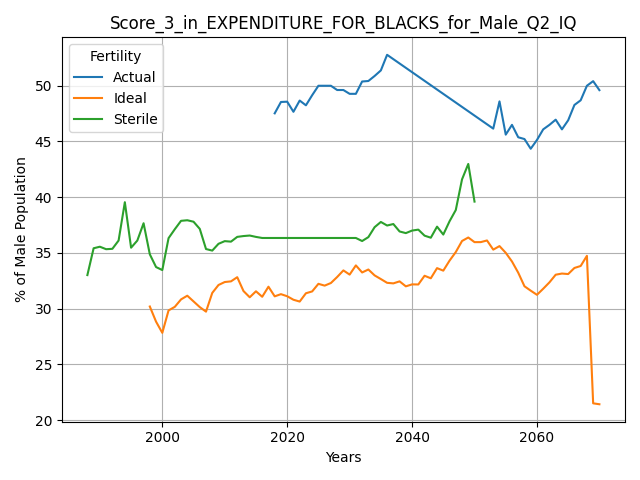 Score_3_in_EXPENDITURE_FOR_BLACKS_for_Male_Q2_IQ
Fertility
Actual
Ideal
Sterile
% of Male Population
50
45
40
35
30
25
20
2000
2020
2040
2060
Years